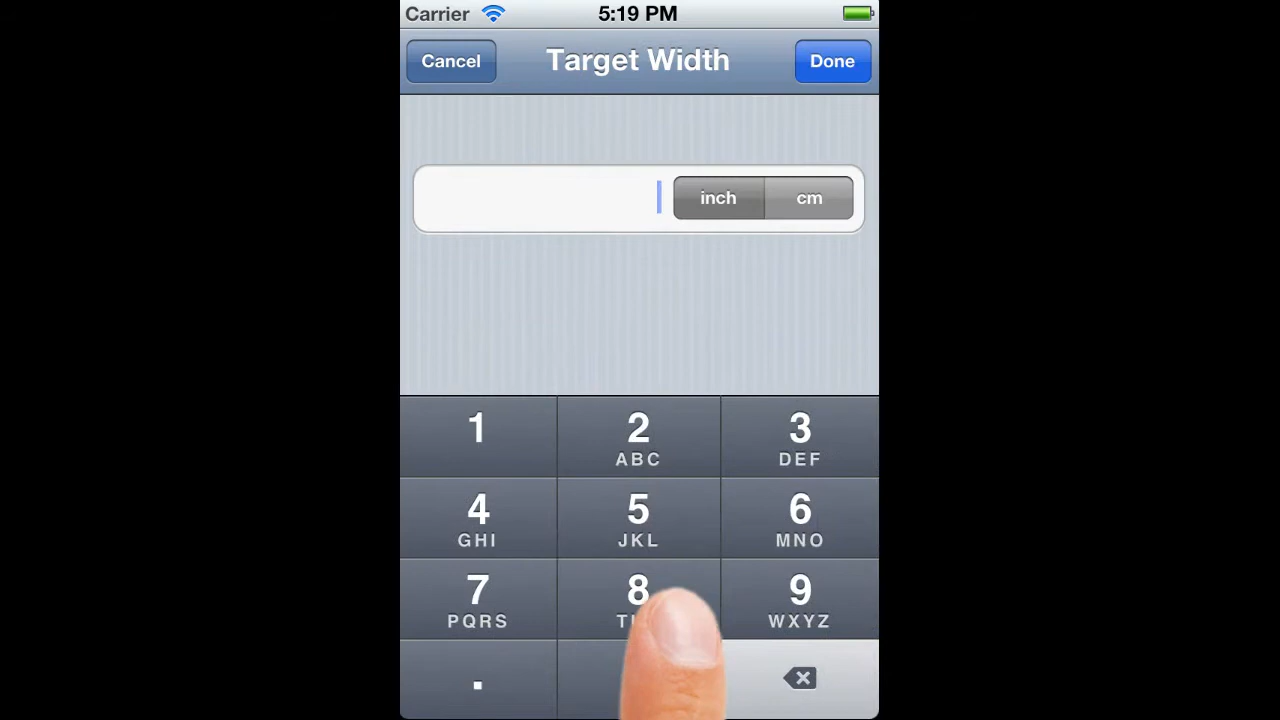 Carrier 5:19 PM
Cancel Target Width Done
inch cm
1 2 3
ABC DEF
4 5 6
GHI JKL MNO
7 8 9
PQRS WXYZ
.